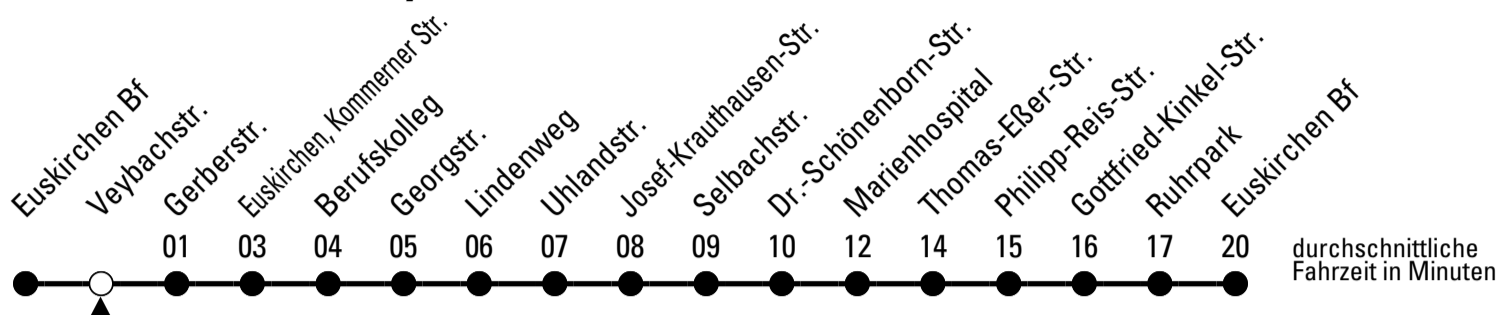 Euskirchen Bf
Veybachstr.
Gerberstr.
Euskirchen, Kommerner Str.
Berufskolleg
Georgstr.
Lindenweg
Uhlandstr.
Josef-Krauthausen-Str.
Selbachstr.
Dr.-Schönenborn-Str.
Marienhospital
Thomas-Eßer-Str.
Philipp-Reis-Str.
Gottfried-Kinkel-Str.
Ruhrpark
Euskirchen Bf
01 03 04 05 06 07 08 09 10 12 14 15 16 17 20
durchschnittliche
Fahrzeit in Minuten